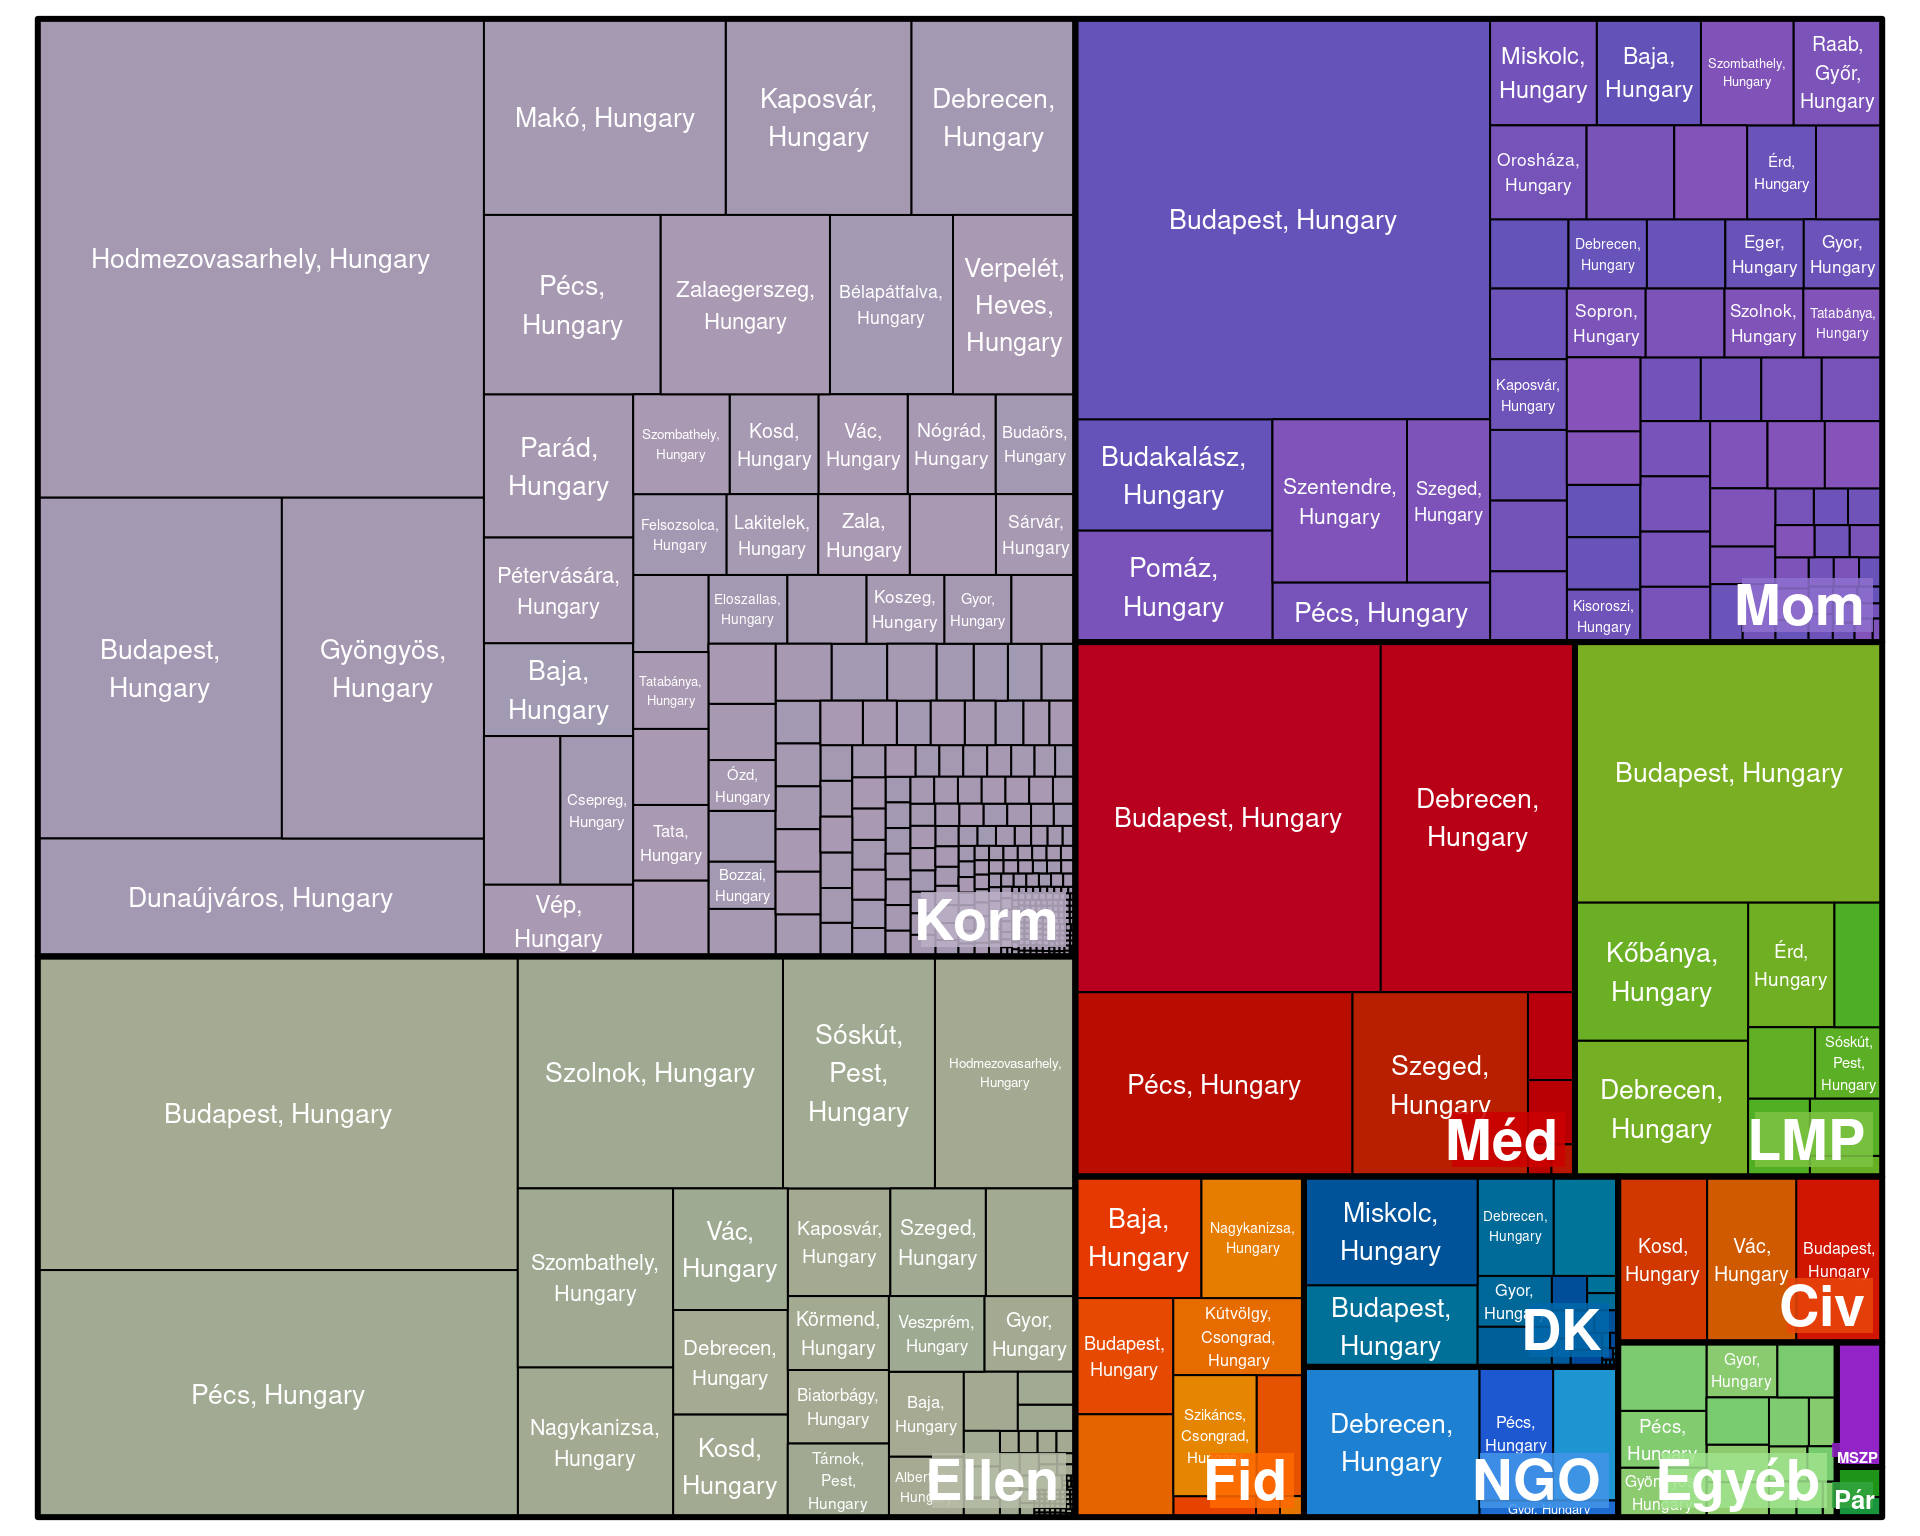 Hodmezovasarhely, Hungary
Makó, Hungary
Kaposvár,
Hungary
Debrecen,
Hungary
Pécs,
Hungary
Zalaegerszeg,
Hungary
Bélapátfalva,
Hungary
Verpelét,
Heves,
Hungary
Parád,
Hungary
Szombathely,
Hungary
Kosd,
Hungary
Vác,
Hungary
Nógrád,
Hungary
Budaörs,
Hungary
Felsozsolca,
Hungary
Lakitelek,
Hungary
Zala,
Hungary
Sárvár,
Hungary
Budapest,
Hungary
Gyöngyös,
Hungary
Pétervására,
Hungary
Eloszallas,
Hungary
Koszeg,
Hungary
Gyor,
Hungary
Baja,
Hungary
Tatabánya,
Hungary
Csepreg,
Hungary
Ózd,
Hungary
Tata,
Hungary
Bozzai,
Hungary
Dunaújváros, Hungary
Vép,
Hungary
Korm
Budapest, Hungary
Miskolc,
Hungary
Baja,
Hungary
Szombathely,
Hungary
Raab,
Győr,
Hungary
Orosháza,
Hungary
Érd,
Hungary
Debrecen,
Hungary
Eger,
Hungary
Gyor,
Hungary
Sopron,
Hungary
Szolnok,
Hungary
Tatabánya,
Hungary
Kaposvár,
Hungary
Budakalász,
Hungary
Szentendre,
Hungary
Szeged,
Hungary
Pomáz,
Hungary
Pécs, Hungary
Kisoroszi,
Hungary
Mom
Budapest, Hungary
Debrecen,
Hungary
Pécs, Hungary
Szeged,
Hungary
Méd
Budapest, Hungary
Kőbánya,
Hungary
Érd,
Hungary
Debrecen,
Hungary
Sóskút,
Pest,
Hungary
LMP
Budapest, Hungary
Szolnok, Hungary
Sóskút,
Pest,
Hungary
Hodmezovasarhely,
Hungary
Pécs, Hungary
Szombathely,
Hungary
Vác,
Hungary
Kaposvár,
Hungary
Szeged,
Hungary
Debrecen,
Hungary
Körmend,
Hungary
Veszprém,
Hungary
Gyor,
Hungary
Nagykanizsa,
Hungary
Kosd,
Hungary
Biatorbágy,
Hungary
Baja,
Hungary
Tárnok,
Pest,
Hungary
Ellen
Baja,
Hungary
Nagykanizsa,
Hungary
Budapest,
Hungary
Kútvölgy,
Csongrad,
Hungary
Szikáncs,
Csongrad,
Fid
Miskolc,
Hungary
Debrecen,
Hungary
Budapest,
Hungary
Gyor,
Hungary
DK
Debrecen,
Hungary
Pécs,
Hungary
Gyor, Hungary
NGO
Kosd,
Hungary
Vác,
Hungary
Budapest,
Hungary
Civ
Gyor,
Hungary
Pécs,
Hungary
Hungary
Egyéb
MSZP
Pár